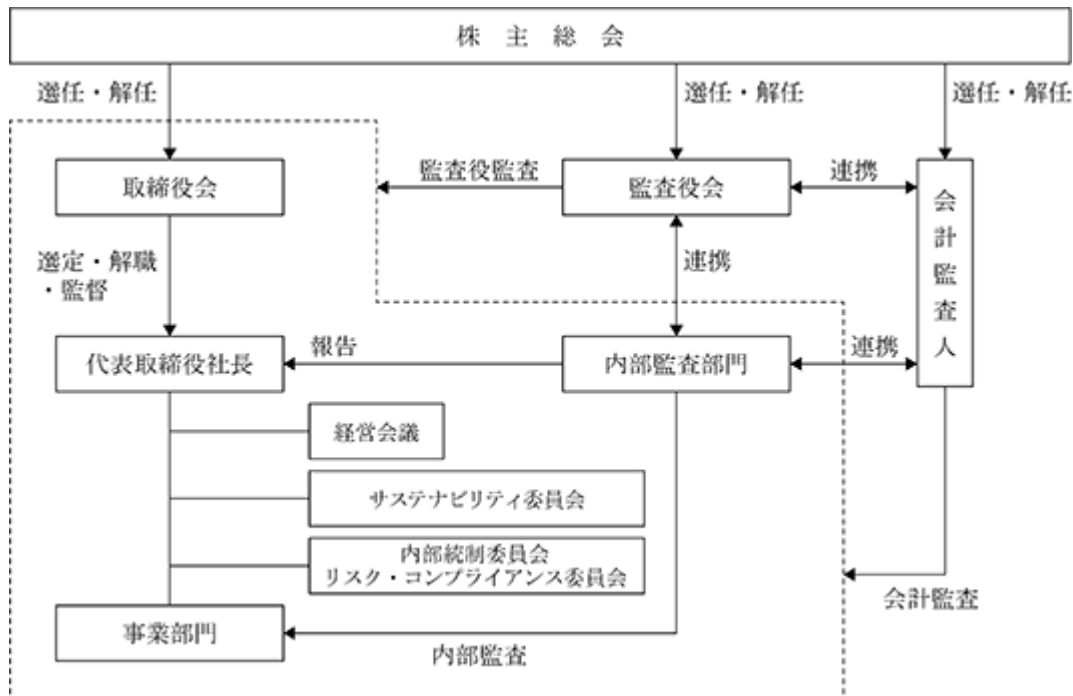 株主総会
選任・解任
選任・解任
選任・解任
取締役会
監査役監査
監査役会
連携
会計監査人
選定・解職
・監督
連携
代表取締役社長
報告
内部監査部門
連携
経営会議
サステナビリティ委員会
内部統制委員会
リスク・コンプライアンス委員会
会計監査
事業部門
内部監査